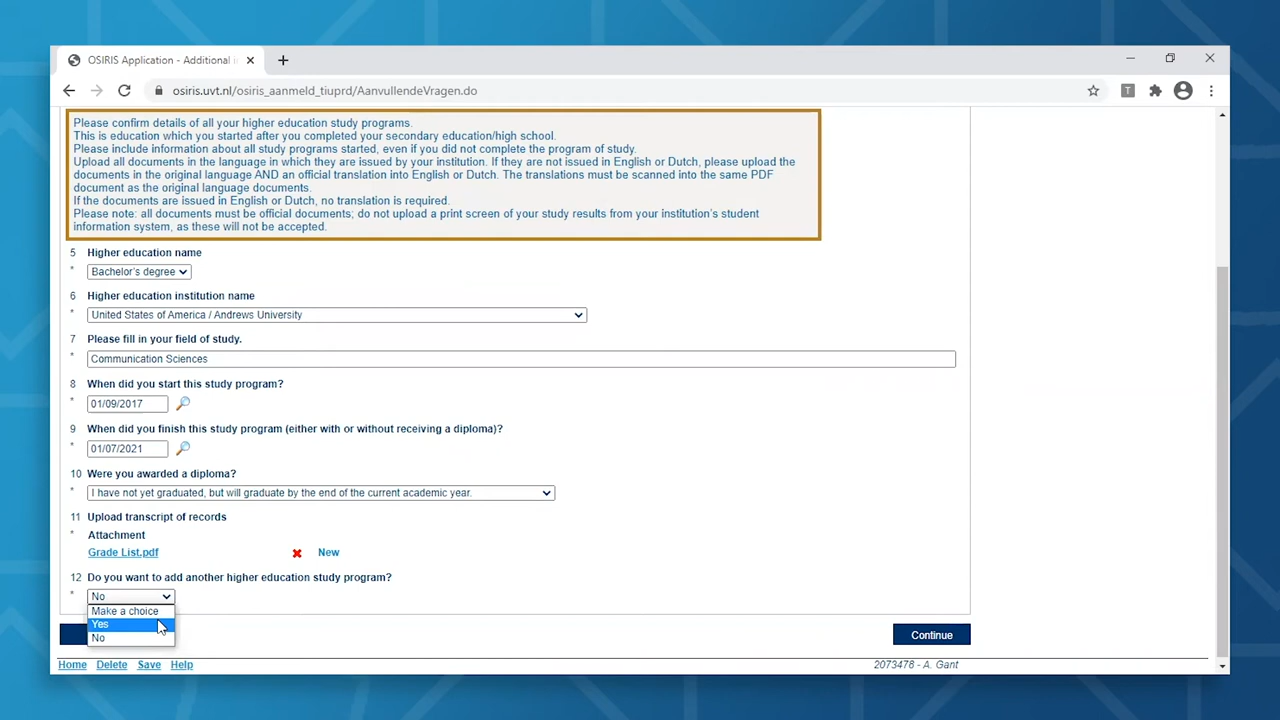 OSIRIS Application - Additional i
osiris.uvt.nl/osiris_aanmeld_tiuprd/AanvullendeVragen.do
T
Please confirm details of all your higher education study programs.
This is education which you started after you completed your secondary education/high school.
Please include information about all study programs started, even if you did not complete the program of study.
Upload all documents in the language in which they are issued by your institution. If they are not issued in English or Dutch, please upload the
documents in the original language AND an official translation into English or Dutch. The translations must be scanned into the same PDF
document as the original language documents.
If the documents are issued in English or Dutch, no translation is required.
Please note: all documents must be official documents; do not upload a print screen of your study results from your institution's student
information system, as these will not be accepted.
5 Higher education name
* Bachelor's degree
6 Higher education institution name
* United States of America / Andrews University
7 Please fill in your field of study.
* Communication Sciences
8 When did you start this study program?
* 01/09/2017
9 When did you finish this study program (either with or without receiving a diploma)?
* 01/07/2021
10 Were you awarded a diploma?
* I have not yet graduated, but will graduate by the end of the current academic year.
11 Upload transcript of records
* Attachment
Grade List.pdf New
12 Do you want to add another higher education study program?
* No
Make a choice
Yes
No
Continue
Home Delete Save Help 2073478 - A. Gant